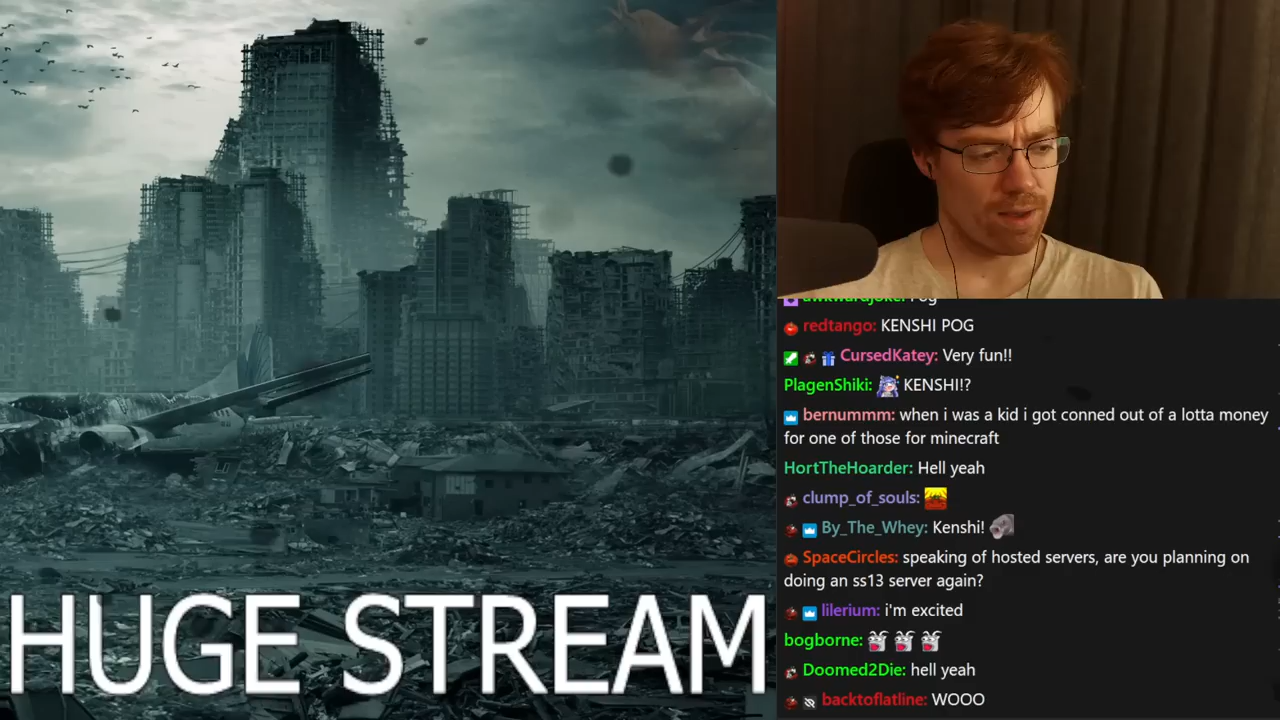 HUGE STREAM
awkwardjoke: Pog
redtango: KENSHI POG
CursedKatey: Very fun!!
PlagenShiki: KENSHI!?
bernummm: when i was a kid i got conned out of a lotta money
for one of those for minecraft
HortTheHoarder: Hell yeah
clump_of_souls:
By_The_Whey: Kenshi!
SpaceCircles: speaking of hosted servers, are you planning on
doing an ss13 server again?
lilerium: i'm excited
bogborne:
Doomed2Die: hell yeah
backtoflatline: WOOO